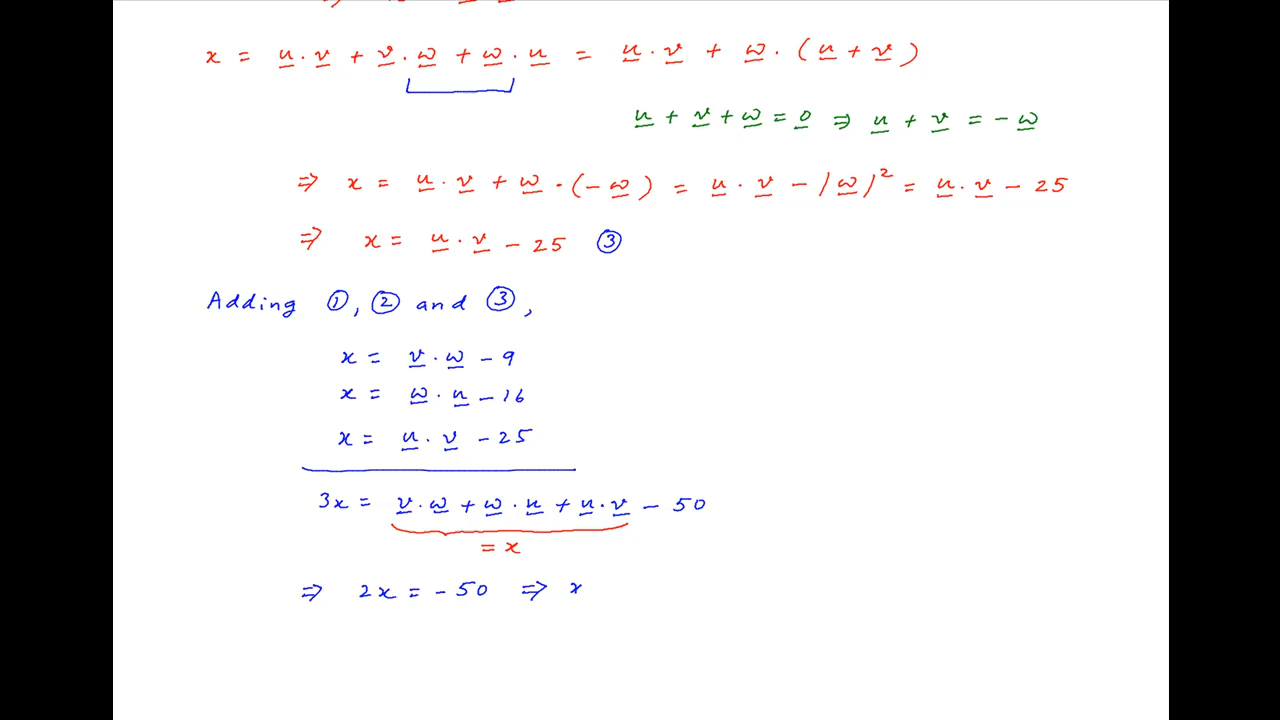 x = u · v + v · w + w · u = u · v + w · (u + v)
u + v + w = 0 ⇒ u + v = - w
⇒ x = u · v + w · (- w) = u · v - |w|² = u · v - 25
⇒ x = u · v - 25 ③
Adding ①, ② and ③,
x = v · w - 9
x = w · u - 16
x = u · v - 25
3x = v · w + w · u + u · v - 50
= x
⇒ 2x = - 50 ⇒ x